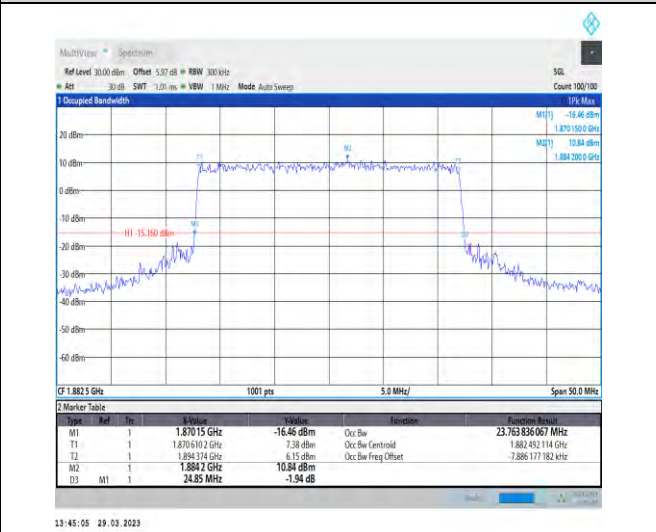 MultiView Spectrum
Ref Level 30.00 dBm Offset 5.97 dB RBW 300 kHz SGL
Att 30 dB SWT 1.01 ms VBW 1 MHz Mode Auto Sweep Count 100/100
1 Occupied Bandwidth 1Pk Max
M1[1] -16.46 dBm
1.870 150 0 GHz
M2[1] 10.84 dBm
1.884 200 0 GHz
20 dBm
M2
T1
10 dBm
0 dBm
-10 dBm
H1 -15.160 dBm
-20 dBm
-30 dBm
-40 dBm
-50 dBm
-60 dBm
CF 1.882 5 GHz 1001 pts 5.0 MHz/ Span 50.0 MHz
2 Marker Table
Type Ref Trc X-Value Y-Value Function Function Result
M1 1 1.87015 GHz -16.46 dBm Occ Bw 23.763 836 067 MHz
T1 1 1.870 610 2 GHz 7.38 dBm Occ Bw Centroid 1.882 492 114 GHz
T2 1 1.894 374 GHz 6.15 dBm Occ Bw Freq Offset -7.886 177 182 kHz
M2 1 1.884 2 GHz 10.84 dBm
D3 M1 1 24.85 MHz -1.94 dB
13:45:05 29.03.2023